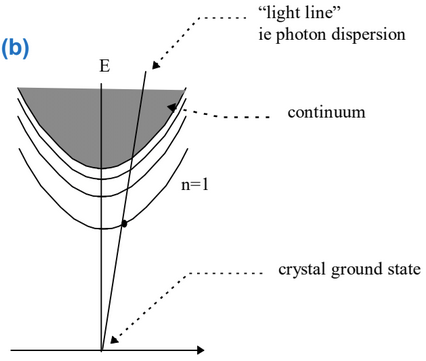 “light line”
ie photon dispersion
(b)
E
continuum
n=1
crystal ground state